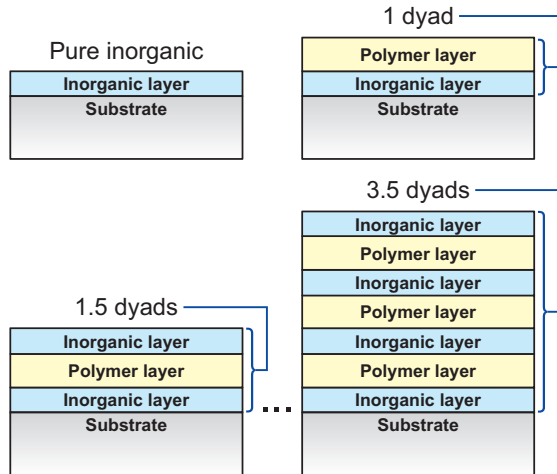 Pure inorganic
Inorganic layer
Substrate
1 dyad
Polymer layer
Inorganic layer
Substrate
1.5 dyads
Inorganic layer
Polymer layer
Inorganic layer
Substrate
...
3.5 dyads
Inorganic layer
Polymer layer
Inorganic layer
Polymer layer
Inorganic layer
Polymer layer
Inorganic layer
Substrate